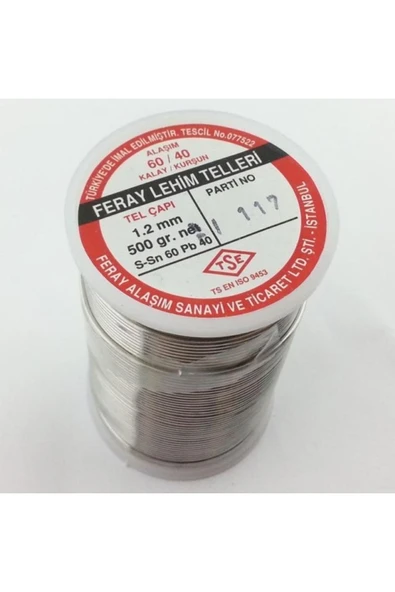 TÜRKİYE'DE İMAL EDİLMİŞTİR. TESCİL No.077522
ALAŞIM
60 / 40
KALAY / KURŞUN
FERAY LEHİM TELLERİ
TEL ÇAPI
1.2 mm
500 gr. net
S-Sn 60 Pb 40
PARTİ NO
117
TSE
TS EN ISO 9453
FERAY ALAŞIM SANAYİ VE TİCARET LTD. ŞTİ. - İSTANBUL